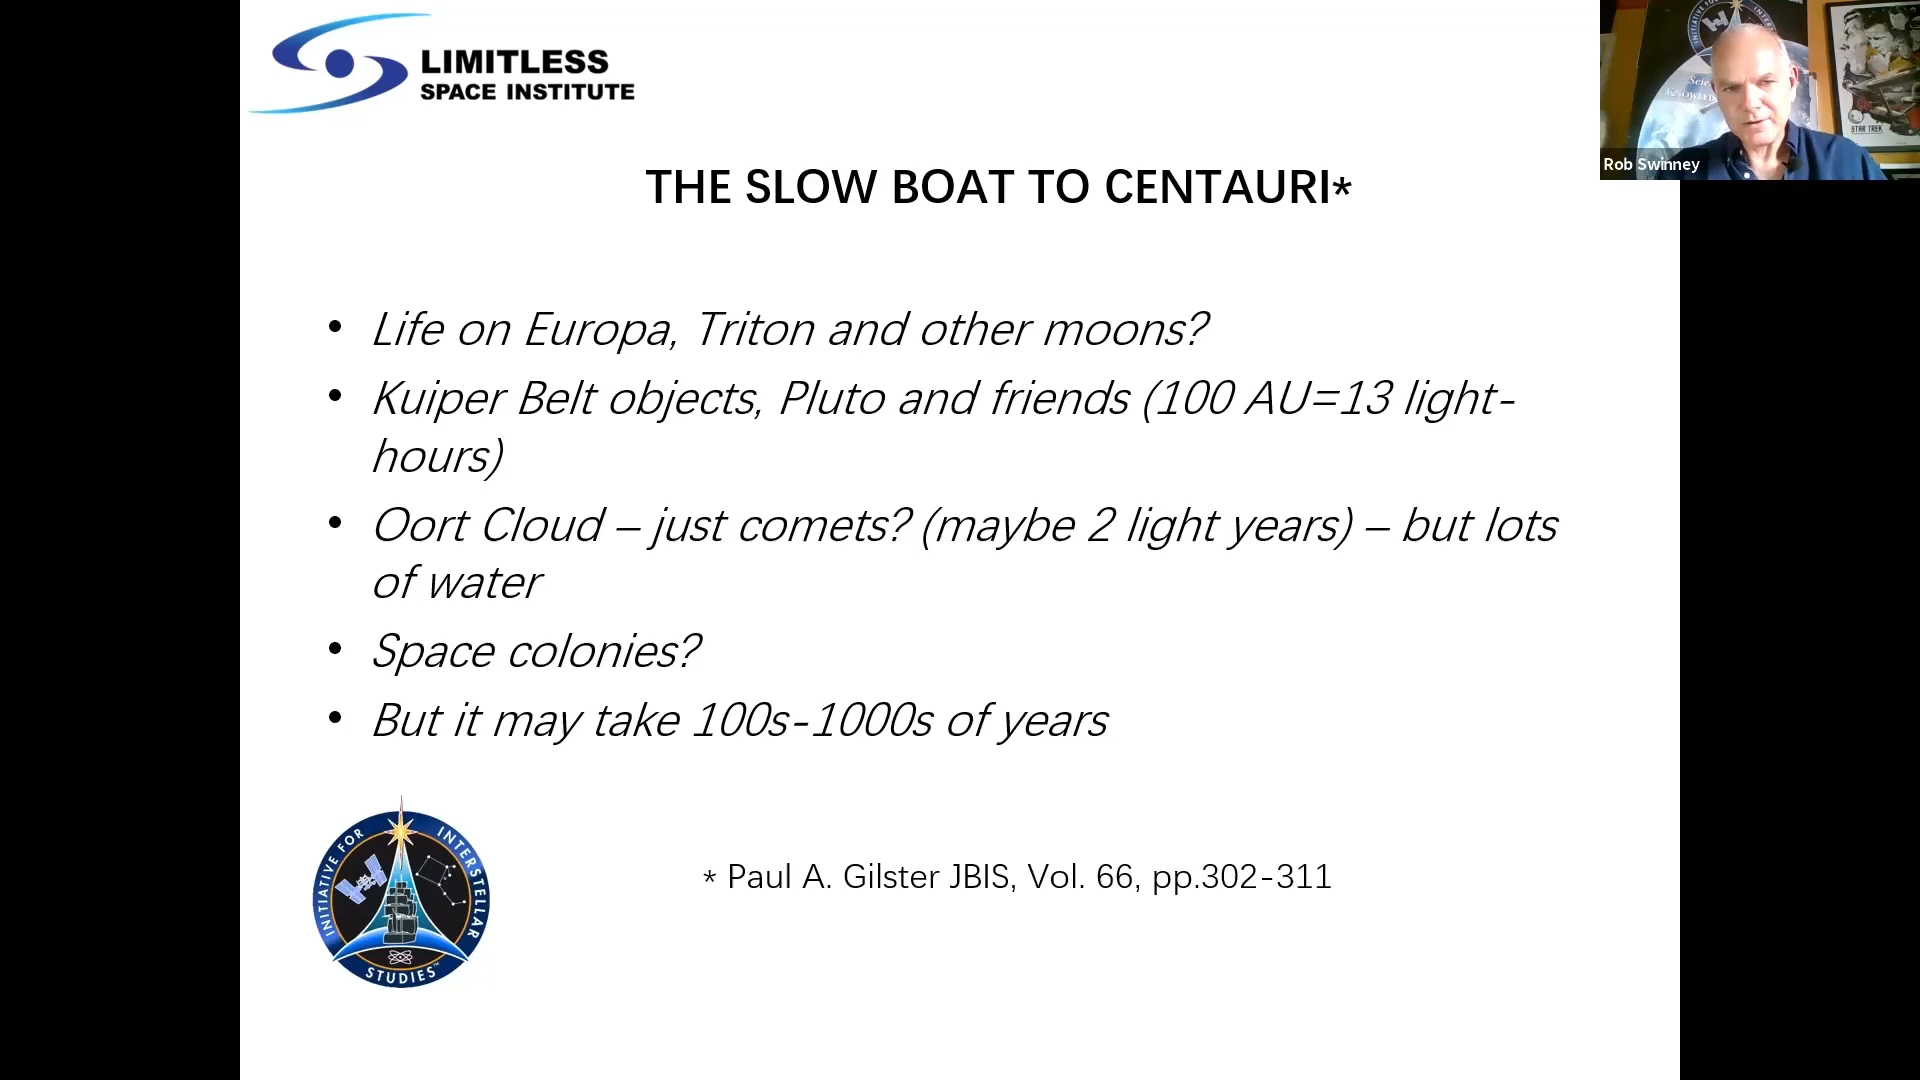 LIMITLESS
SPACE INSTITUTE
THE SLOW BOAT TO CENTAURI*
• Life on Europa, Triton and other moons?
• Kuiper Belt objects, Pluto and friends (100 AU=13 light-
hours)
• Oort Cloud – just comets? (maybe 2 light years) – but lots
of water
• Space colonies?
• But it may take 100s-1000s of years
* Paul A. Gilster JBIS, Vol. 66, pp.302-311
INITIATIVE FOR INTERSTELLAR
STUDIES™
STAR TREK
Rob Swinney